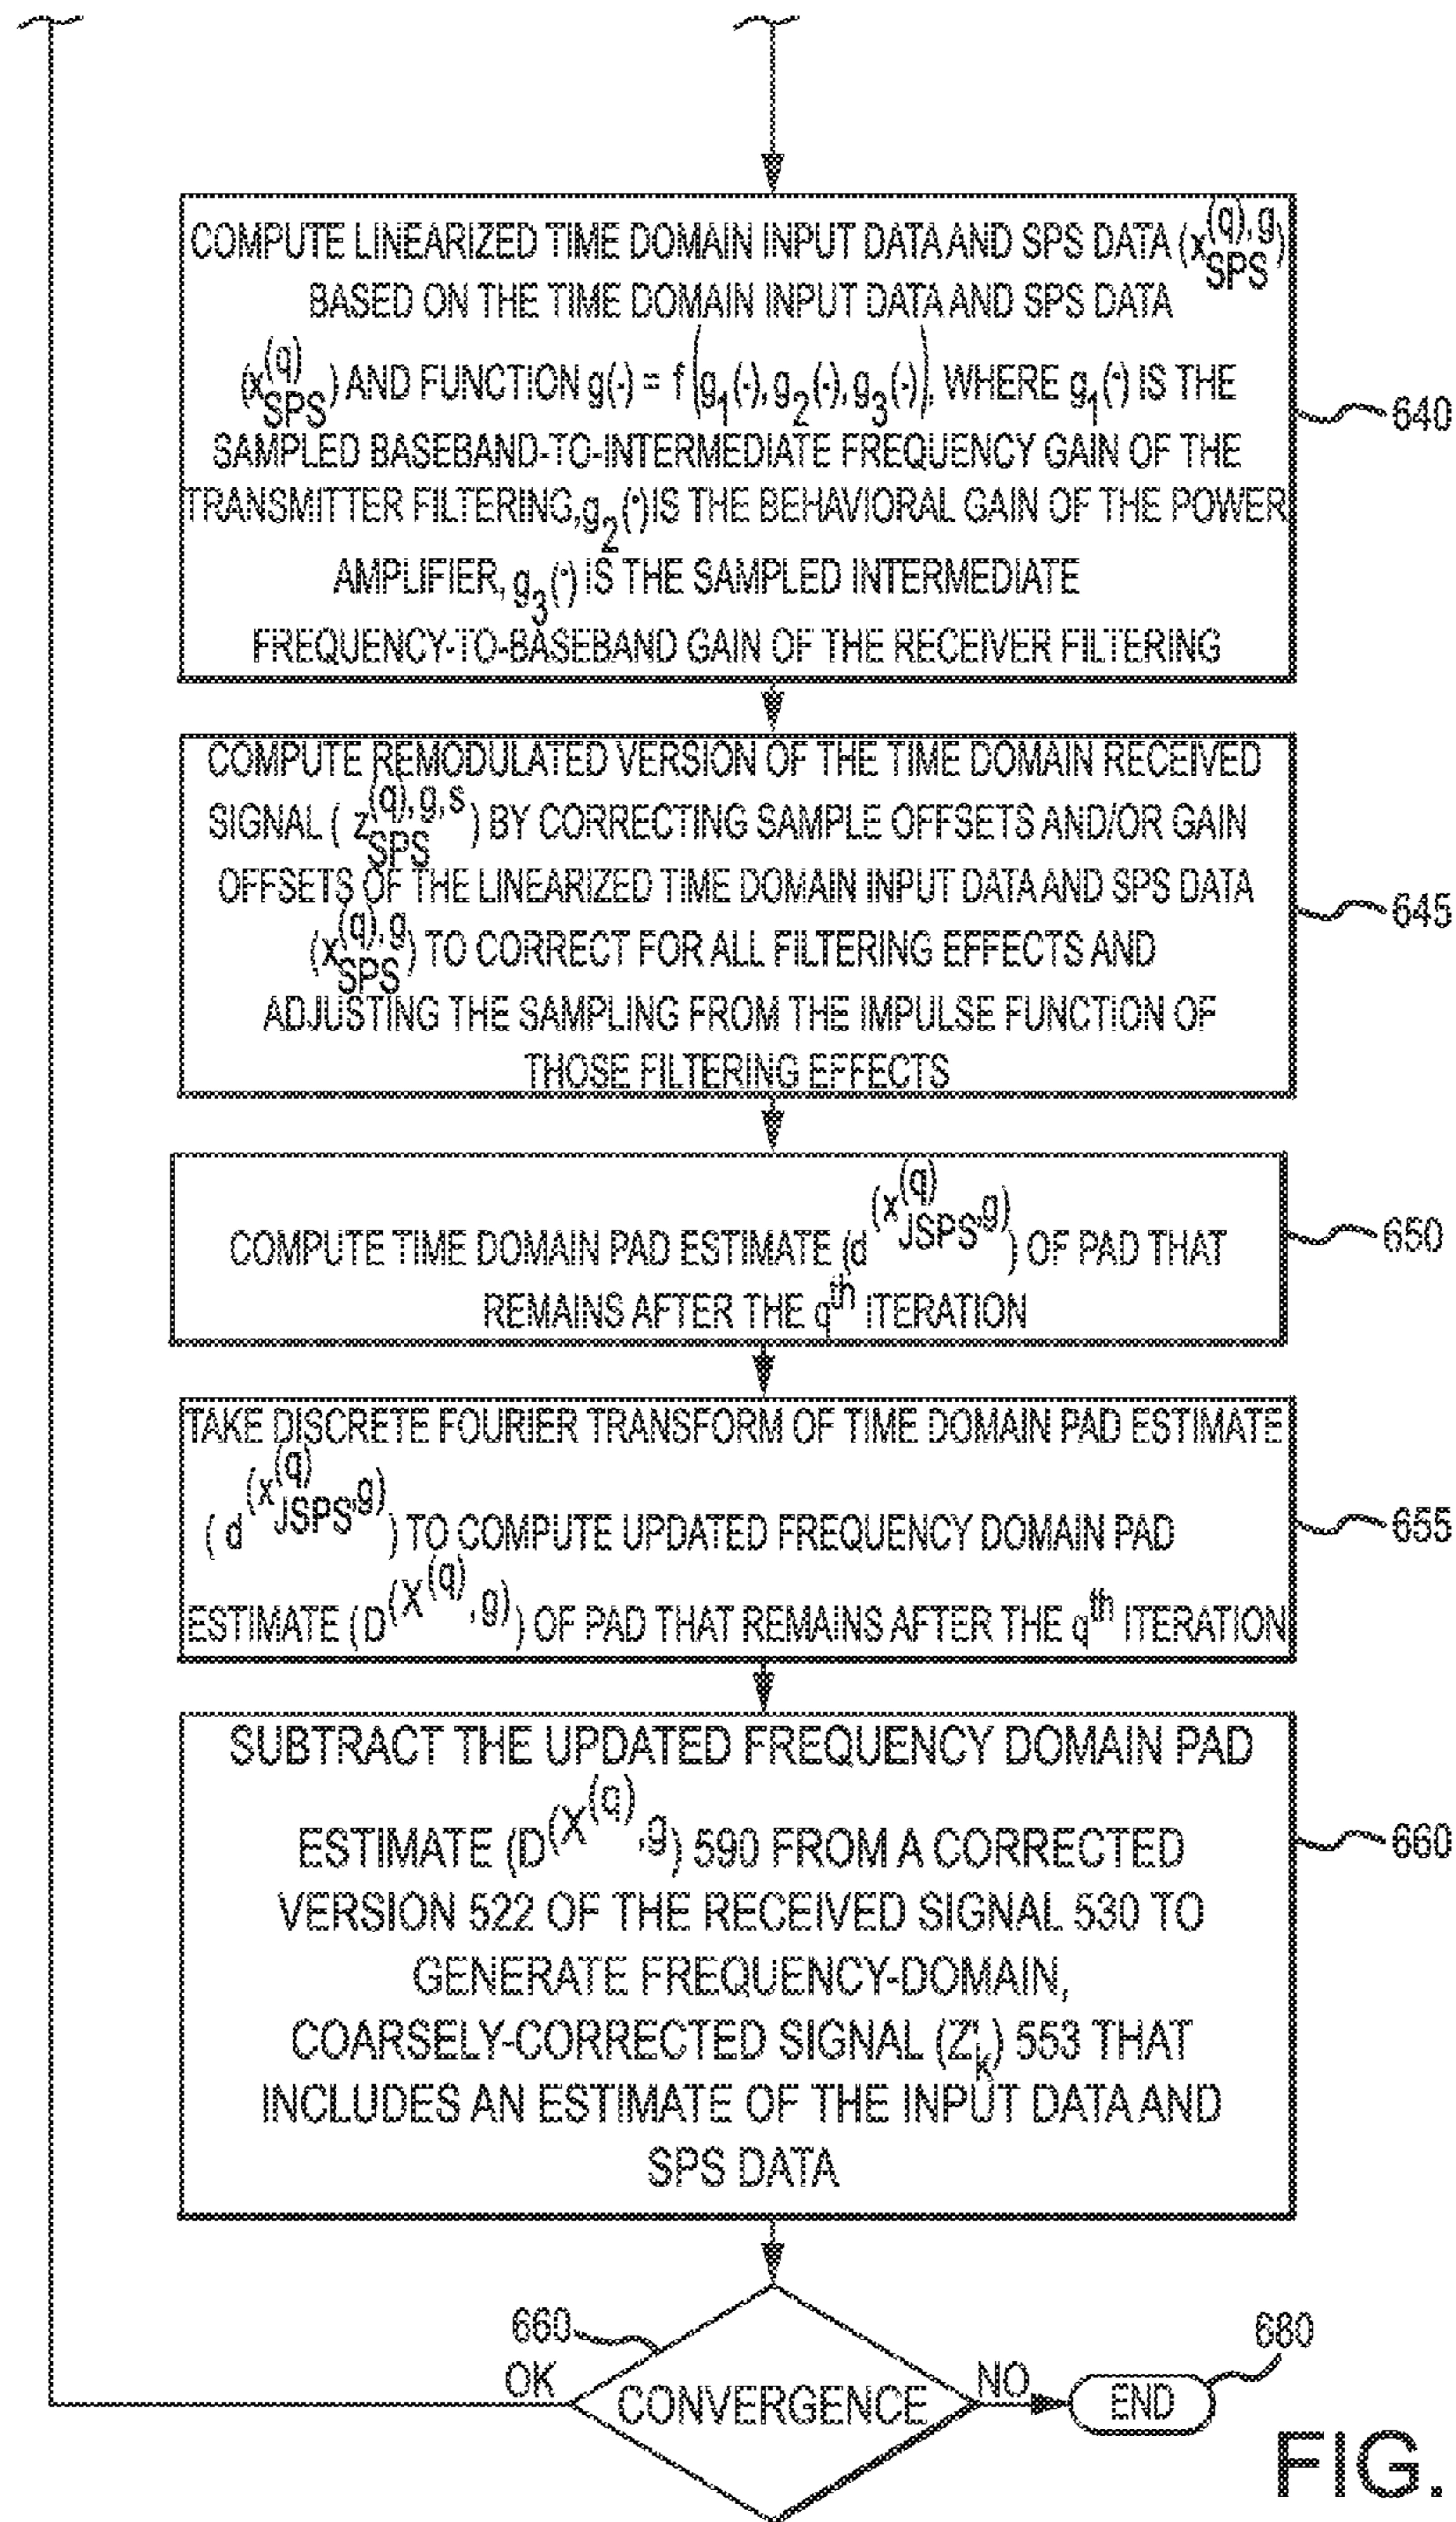 COMPUTE LINEARIZED TIME DOMAIN INPUT DATA AND SPS DATA (x_SPS^(q),g)
BASED ON THE TIME DOMAIN INPUT DATA AND SPS DATA
(x_SPS^(q)) AND FUNCTION g(·) = f(g1(·), g2(·), g3(·)), WHERE g1(·) IS THE
SAMPLED BASEBAND-TO-INTERMEDIATE FREQUENCY GAIN OF THE
TRANSMITTER FILTERING, g2(·) IS THE BEHAVIORAL GAIN OF THE POWER
AMPLIFIER, g3(·) IS THE SAMPLED INTERMEDIATE
FREQUENCY-TO-BASEBAND GAIN OF THE RECEIVER FILTERING
640
COMPUTE REMODULATED VERSION OF THE TIME DOMAIN RECEIVED
SIGNAL ( z_SPS^(q),g,s ) BY CORRECTING SAMPLE OFFSETS AND/OR GAIN
OFFSETS OF THE LINEARIZED TIME DOMAIN INPUT DATA AND SPS DATA
(x_SPS^(q),g) TO CORRECT FOR ALL FILTERING EFFECTS AND
ADJUSTING THE SAMPLING FROM THE IMPULSE FUNCTION OF
THOSE FILTERING EFFECTS
645
COMPUTE TIME DOMAIN PAD ESTIMATE (d^(x_JSPS^(q),g)) OF PAD THAT
REMAINS AFTER THE q^th ITERATION
650
TAKE DISCRETE FOURIER TRANSFORM OF TIME DOMAIN PAD ESTIMATE
( d^(x_JSPS^(q),g)) TO COMPUTE UPDATED FREQUENCY DOMAIN PAD
ESTIMATE (D^(X^(q),g)) OF PAD THAT REMAINS AFTER THE q^th ITERATION
655
SUBTRACT THE UPDATED FREQUENCY DOMAIN PAD
ESTIMATE (D^(X^(q),g) 590 FROM A CORRECTED
VERSION 522 OF THE RECEIVED SIGNAL 530 TO
GENERATE FREQUENCY-DOMAIN,
COARSELY-CORRECTED SIGNAL (Z'_k) 553 THAT
INCLUDES AN ESTIMATE OF THE INPUT DATA AND
SPS DATA
660
660
OK
CONVERGENCE
NO
END
680
FIG.